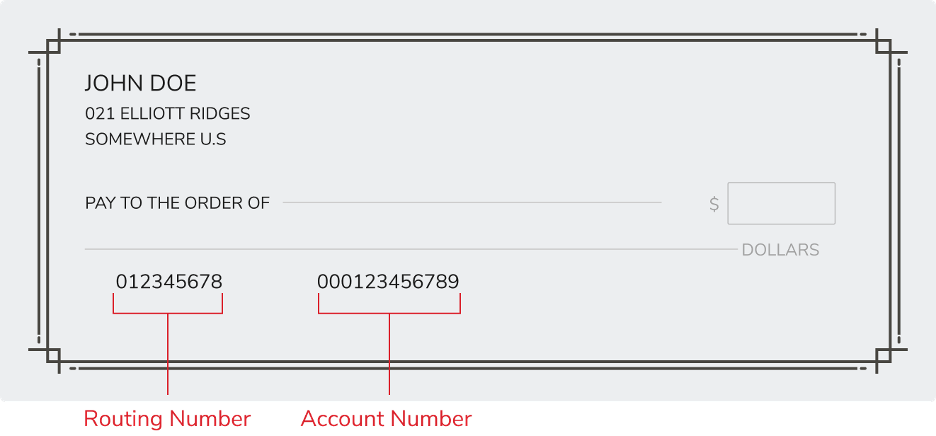 JOHN DOE
021 ELLIOTT RIDGES
SOMEWHERE U.S
PAY TO THE ORDER OF $
DOLLARS
012345678 000123456789
Routing Number Account Number